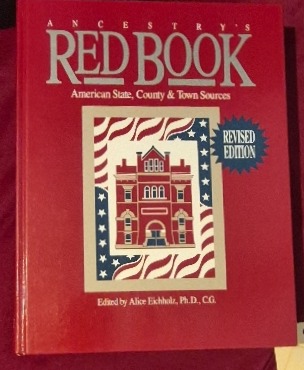 ANCESTRY'S
RED BOOK
American State, County & Town Sources
REVISED
EDITION
Edited by Alice Eichholz, Ph.D., C.G.